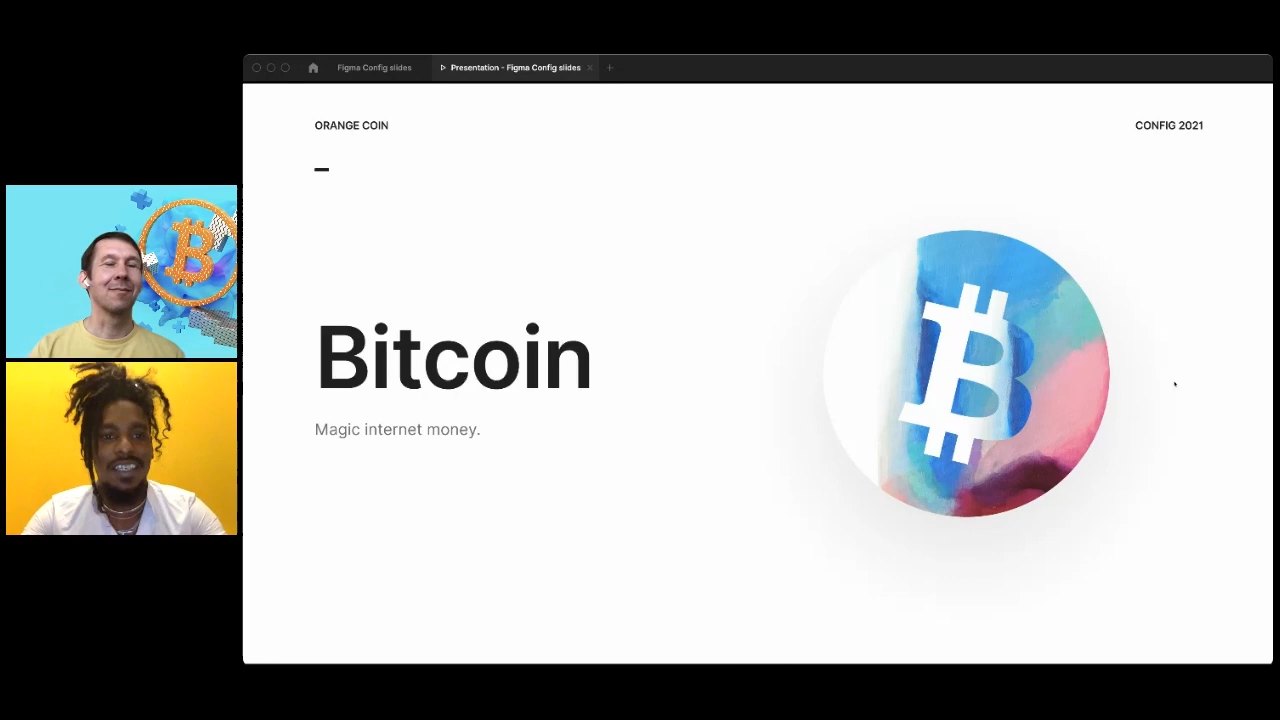 Figma Config slides
Presentation - Figma Config slides
ORANGE COIN
CONFIG 2021
Bitcoin
Magic internet money.